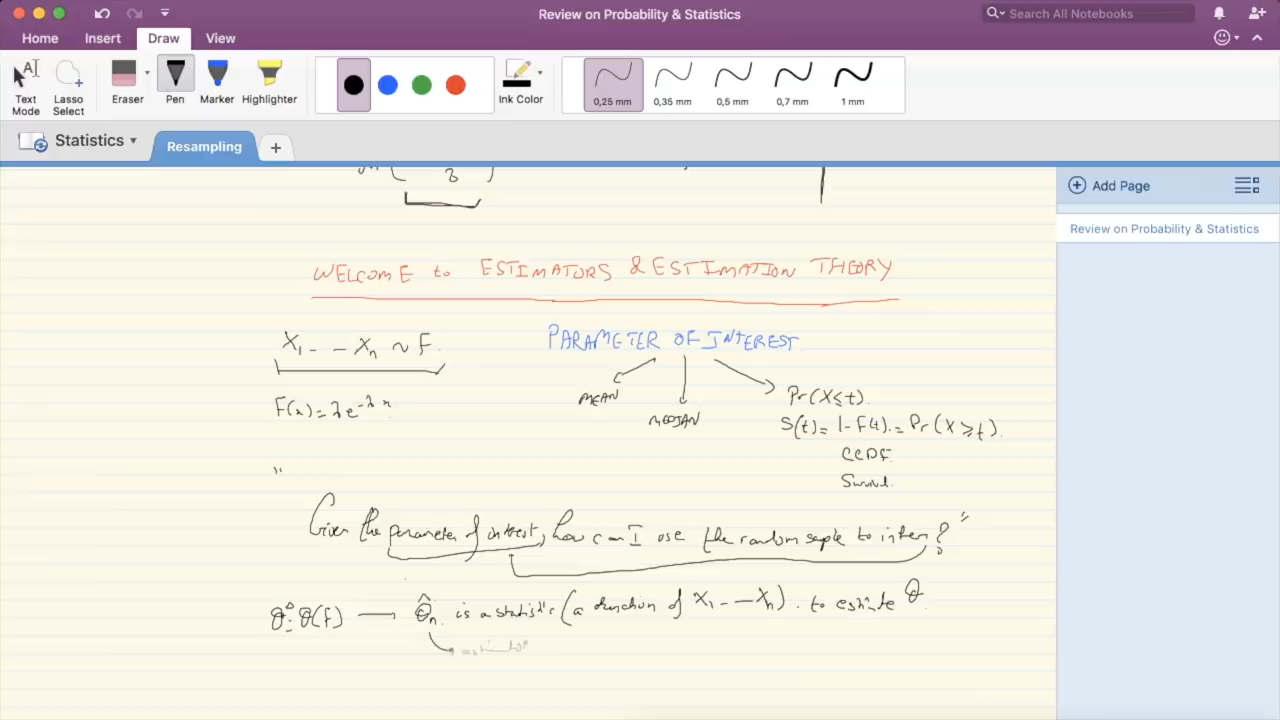 Review on Probability & Statistics
Search All Notebooks
Home Insert Draw View
Text Mode
Lasso Select
Eraser
Pen
Marker
Highlighter
Ink Color
0,25 mm 0,35 mm 0,5 mm 0,7 mm 1 mm
Statistics
Resampling
+
Add Page
Review on Probability & Statistics
WELCOME to ESTIMATORS & ESTIMATION THEORY
X₁ - - Xₙ ~ F
PARAMETER OF INTEREST
MEAN
MEDIAN
Pr(X≤t).
F(x)=λe^-λx
S(t)= 1-F(t).=Pr(X≥t).
CCDF
"
Given the parameter of interest, how can I use the random sample to infer ? "
θ ≜ θ(F) — θ̂ₙ is a statistic (a function of X₁ - - Xₙ). to estimate θ.